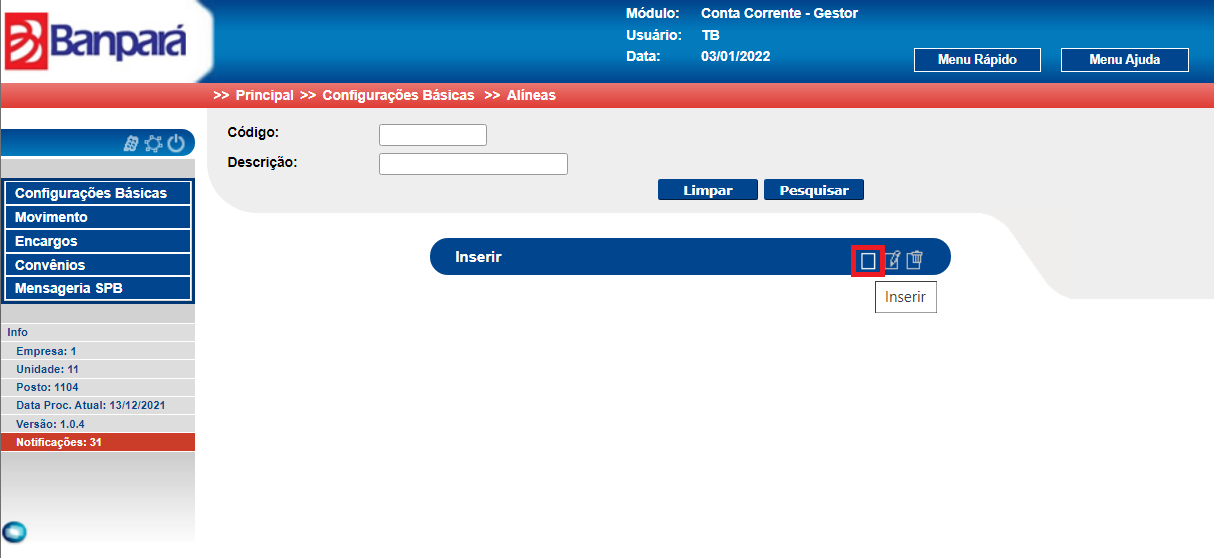 Banpará
Módulo: Conta Corrente - Gestor
Usuário: TB
Data: 03/01/2022
Menu Rápido
Menu Ajuda
>> Principal >> Configurações Básicas >> Alíneas
Código:
Descrição:
Limpar
Pesquisar
Configurações Básicas
Movimento
Encargos
Convênios
Mensageria SPB
Inserir
Inserir
Info
Empresa: 1
Unidade: 11
Posto: 1104
Data Proc. Atual: 13/12/2021
Versão: 1.0.4
Notificações: 31